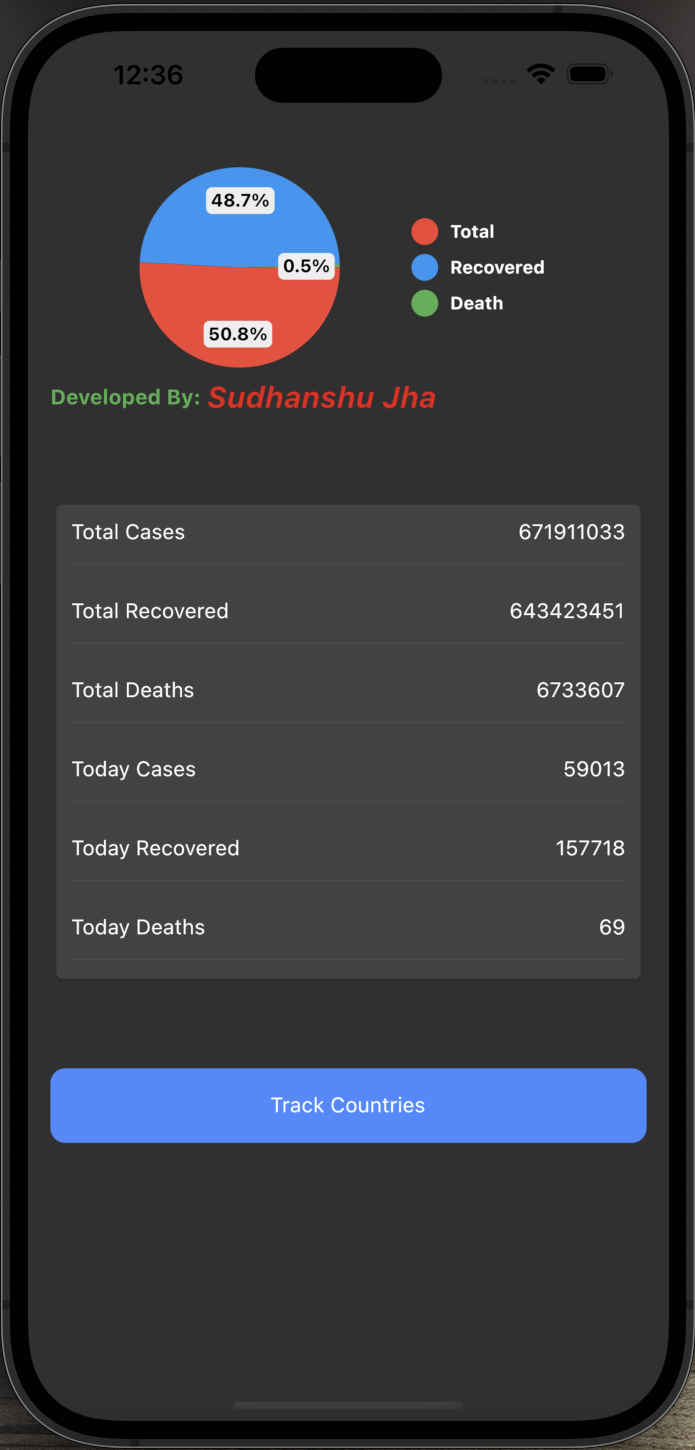 12:36
48.7%
0.5%
50.8%
Total
Recovered
Death
Developed By: Sudhanshu Jha
Total Cases 671911033
Total Recovered 643423451
Total Deaths 6733607
Today Cases 59013
Today Recovered 157718
Today Deaths 69
Track Countries